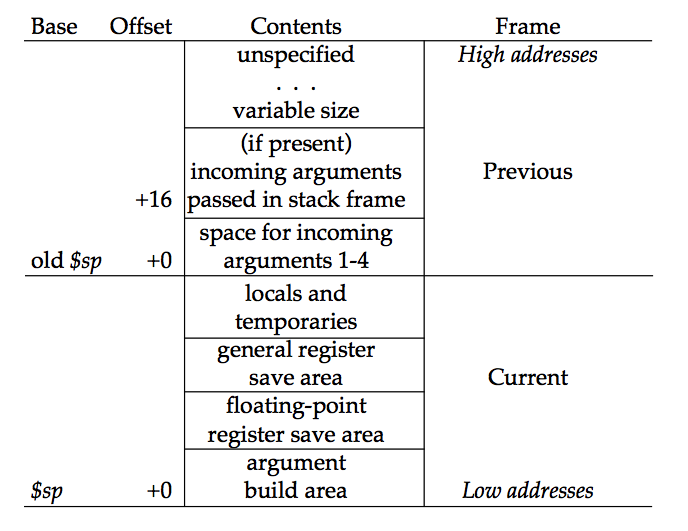 Base Offset Contents Frame
unspecified High addresses
. . .
variable size
(if present)
incoming arguments Previous
+16 passed in stack frame
space for incoming
old $sp +0 arguments 1-4
locals and
temporaries
general register
save area Current
floating-point
register save area
argument
$sp +0 build area Low addresses